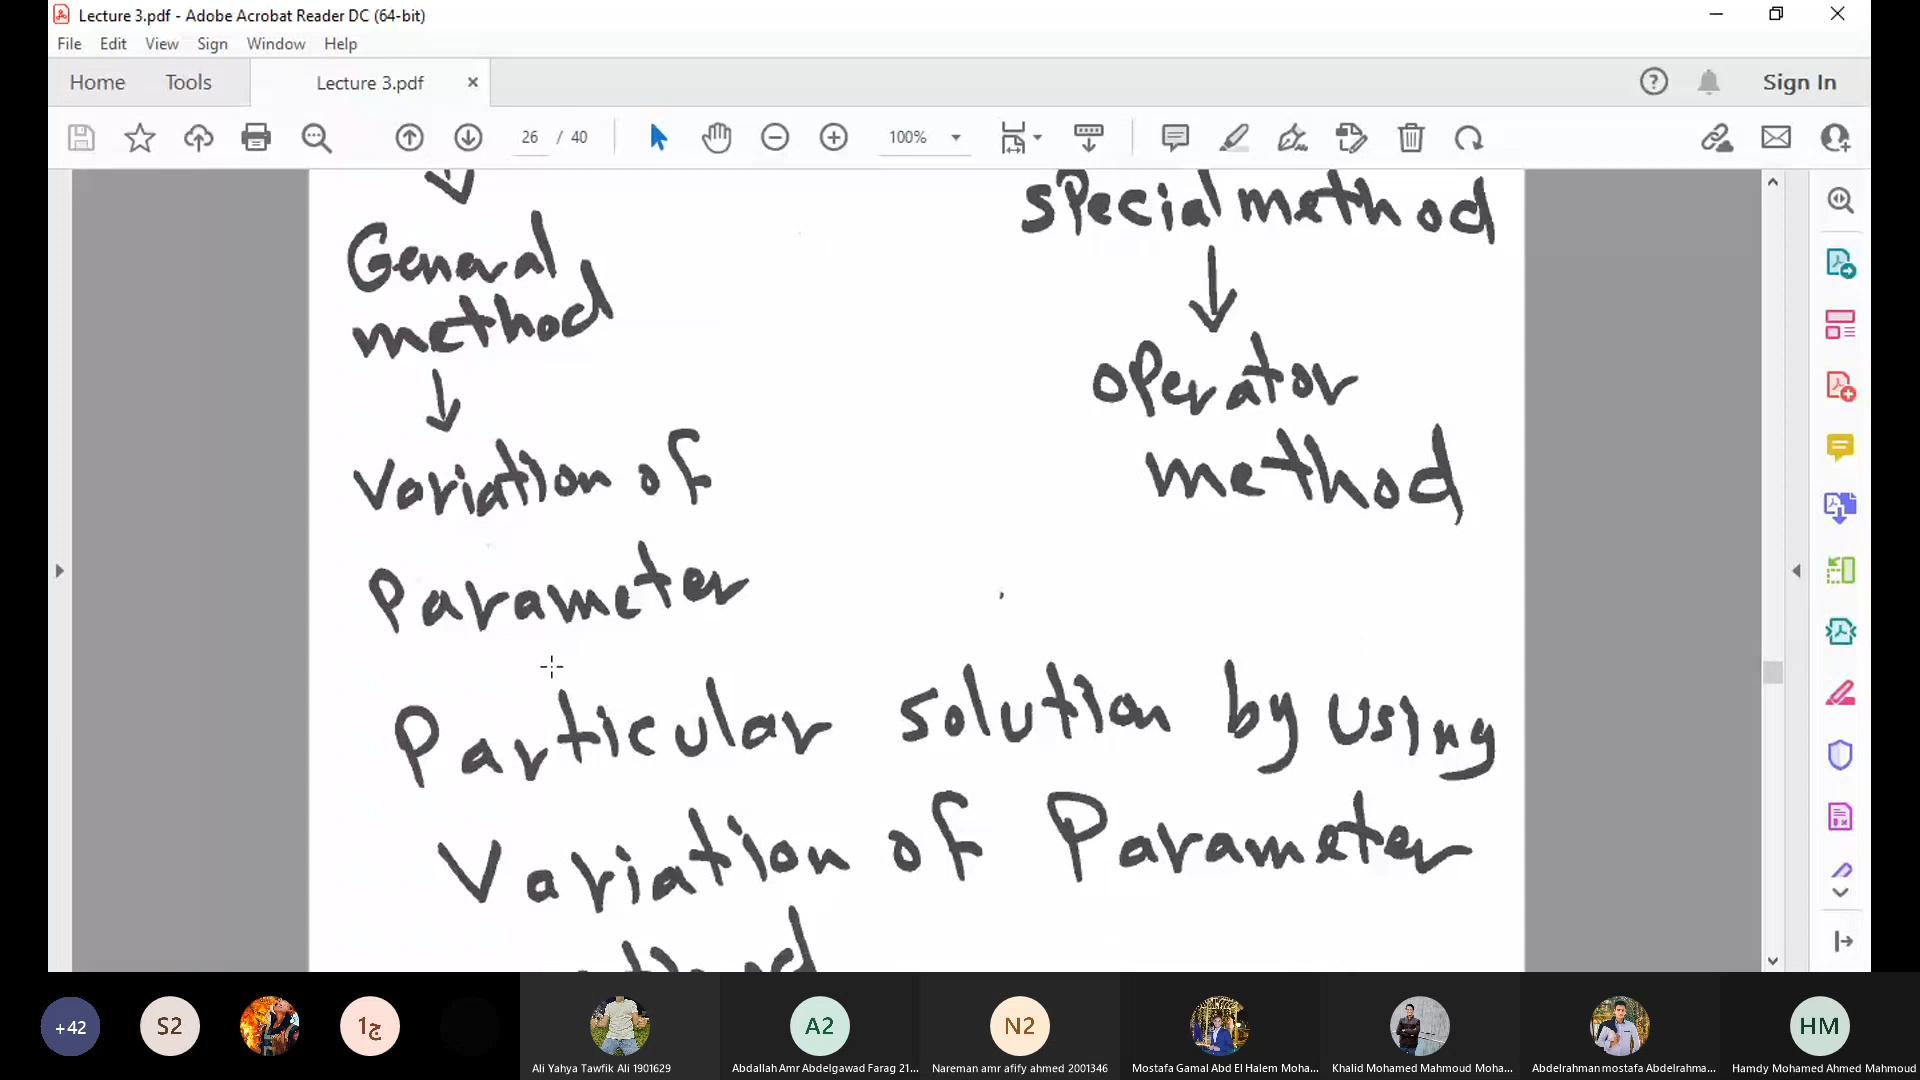 Lecture 3.pdf - Adobe Acrobat Reader DC (64-bit)
File Edit View Sign Window Help
Home Tools Lecture 3.pdf Sign In
26 / 40 100%
special method
General
method
operator
method
Variation of
Parameter
Particular solution by using
Variation of Parameter
+42 S2 ج1 A2 N2 HM
Ali Yahya Tawfik Ali 1901629 Abdallah Amr Abdelgawad Farag 21... Nareman amr afify ahmed 2001346 Mostafa Gamal Abd El Halem Moha... Khalid Mohamed Mahmoud Moha... Abdelrahman mostafa Abdelrahma... Hamdy Mohamed Ahmed Mahmoud